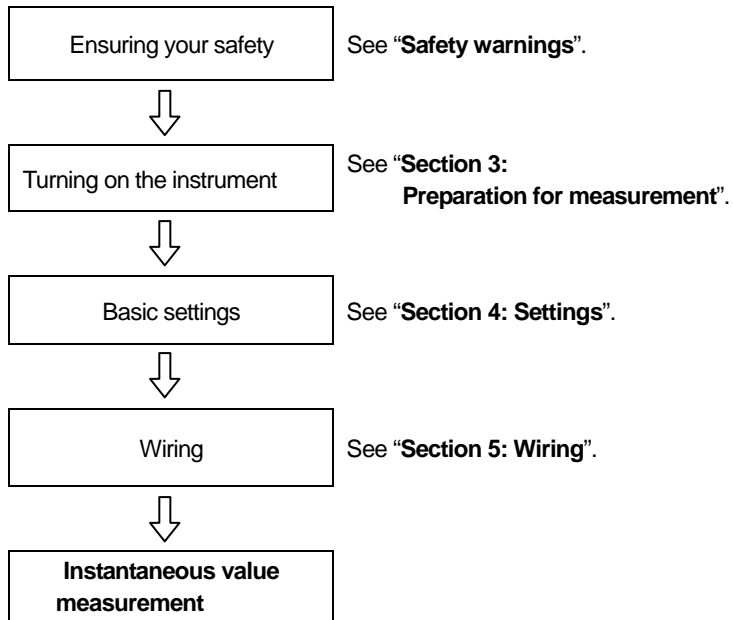 Ensuring your safety
See “Safety warnings”.
Turning on the instrument
See “Section 3:
Preparation for measurement”.
Basic settings
See “Section 4: Settings”.
Wiring
See “Section 5: Wiring”.
Instantaneous value
measurement